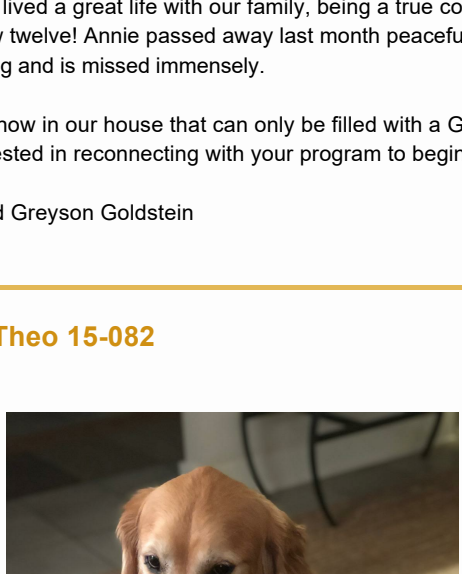 lived a great life with our family, being a true co
twelve! Annie passed away last month peacefu
g and is missed immensely.
now in our house that can only be filled with a G
ested in reconnecting with your program to begin
d Greyson Goldstein
Theo 15-082